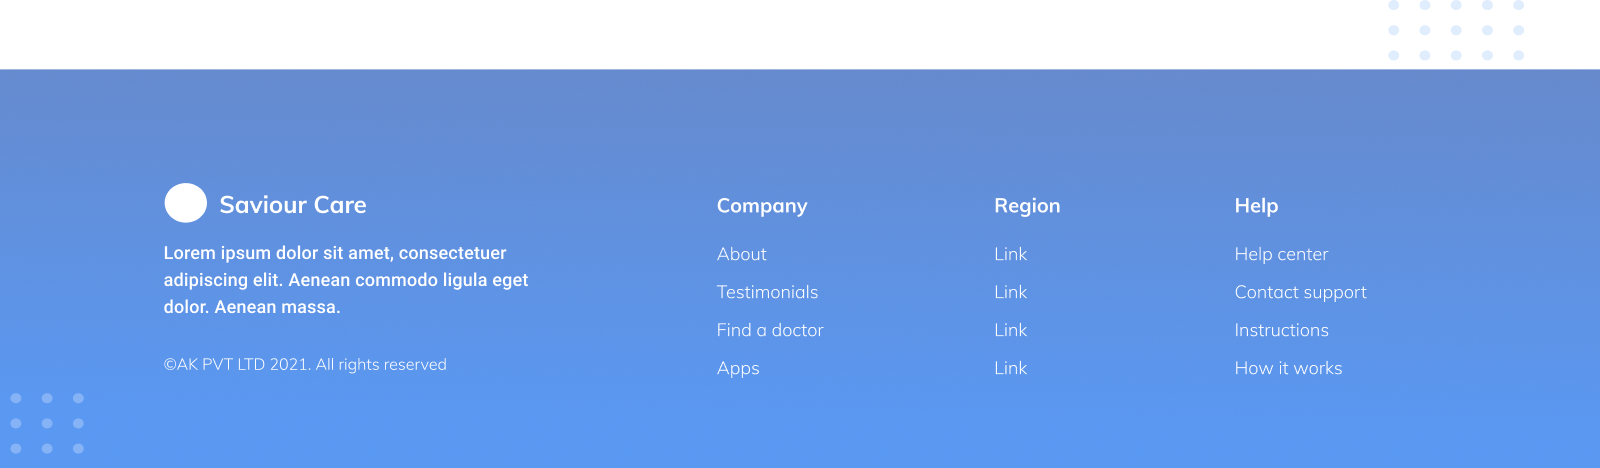 Saviour Care
Lorem ipsum dolor sit amet, consectetuer
adipiscing elit. Aenean commodo ligula eget
dolor. Aenean massa.
©AK PVT LTD 2021. All rights reserved
Company
About
Testimonials
Find a doctor
Apps
Region
Link
Link
Link
Link
Help
Help center
Contact support
Instructions
How it works